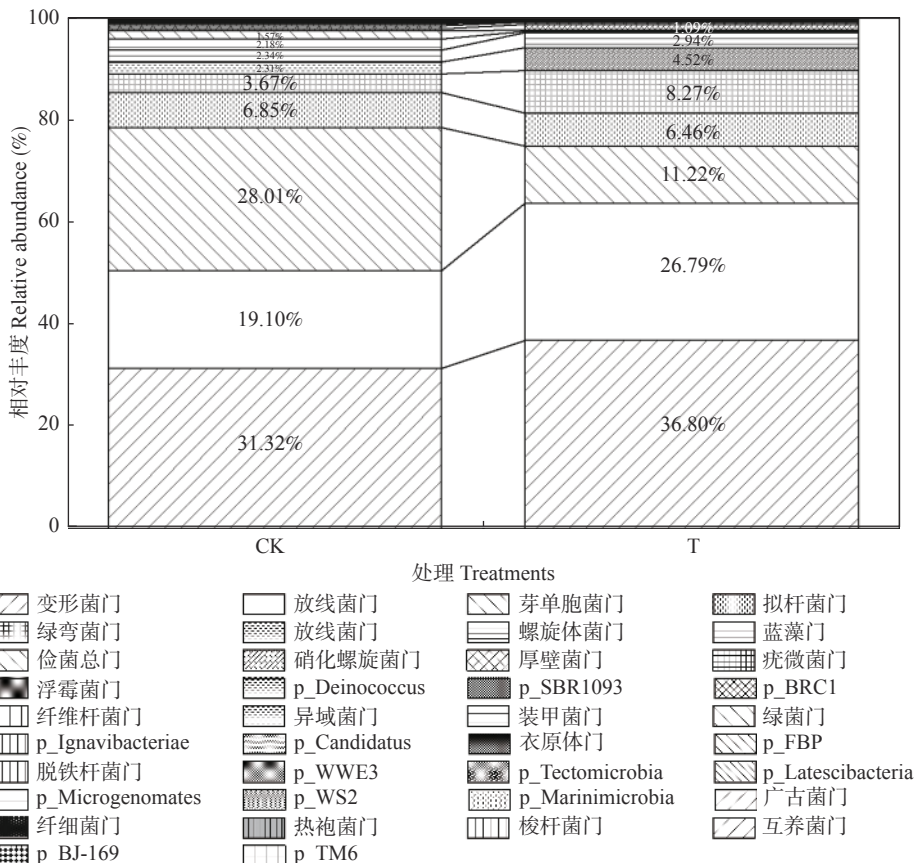 100
80
60
40
20
0
相对丰度 Relative abundance (%)
1.57%
2.18%
2.34%
2.31%
3.67%
6.85%
28.01%
19.10%
31.32%
1.09%
2.94%
4.52%
8.27%
6.46%
11.22%
26.79%
36.80%
CK T
处理 Treatments
变形菌门 放线菌门 芽单胞菌门 拟杆菌门
绿弯菌门 放线菌门 螺旋体菌门 蓝藻门
俭菌总门 硝化螺旋菌门 厚壁菌门 疣微菌门
浮霉菌门 p_Deinococcus p_SBR1093 p_BRC1
纤维杆菌门 异域菌门 装甲菌门 绿菌门
p_Ignavibacteriae p_Candidatus 衣原体门 p_FBP
脱铁杆菌门 p_WWE3 p_Tectomicrobia p_Latescibacteria
p_Microgenomates p_WS2 p_Marinimicrobia 广古菌门
纤细菌门 热袍菌门 梭杆菌门 互养菌门
p_BJ-169 p_TM6